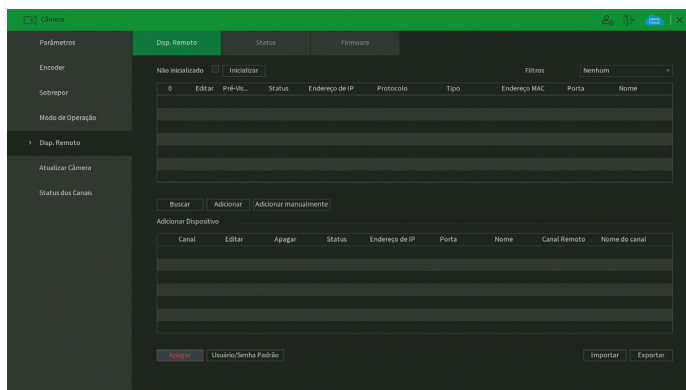 Câmera
Parâmetros
Encoder
Sobrepor
Modo de Operação
> Disp. Remoto
Atualizar Câmera
Status dos Canais
Disp. Remoto Status Firmware
Não inicializado Inicializar Filtros Nenhum
0 Editar Pré-Vis... Status Endereço de IP Protocolo Tipo Endereço MAC Porta Nome
Buscar Adicionar Adicionar manualmente
Adicionar Dispositivo
Canal Editar Apagar Status Endereço de IP Porta Nome Canal Remoto Nome do canal
Apagar Usuário/Senha Padrão Importar Exportar